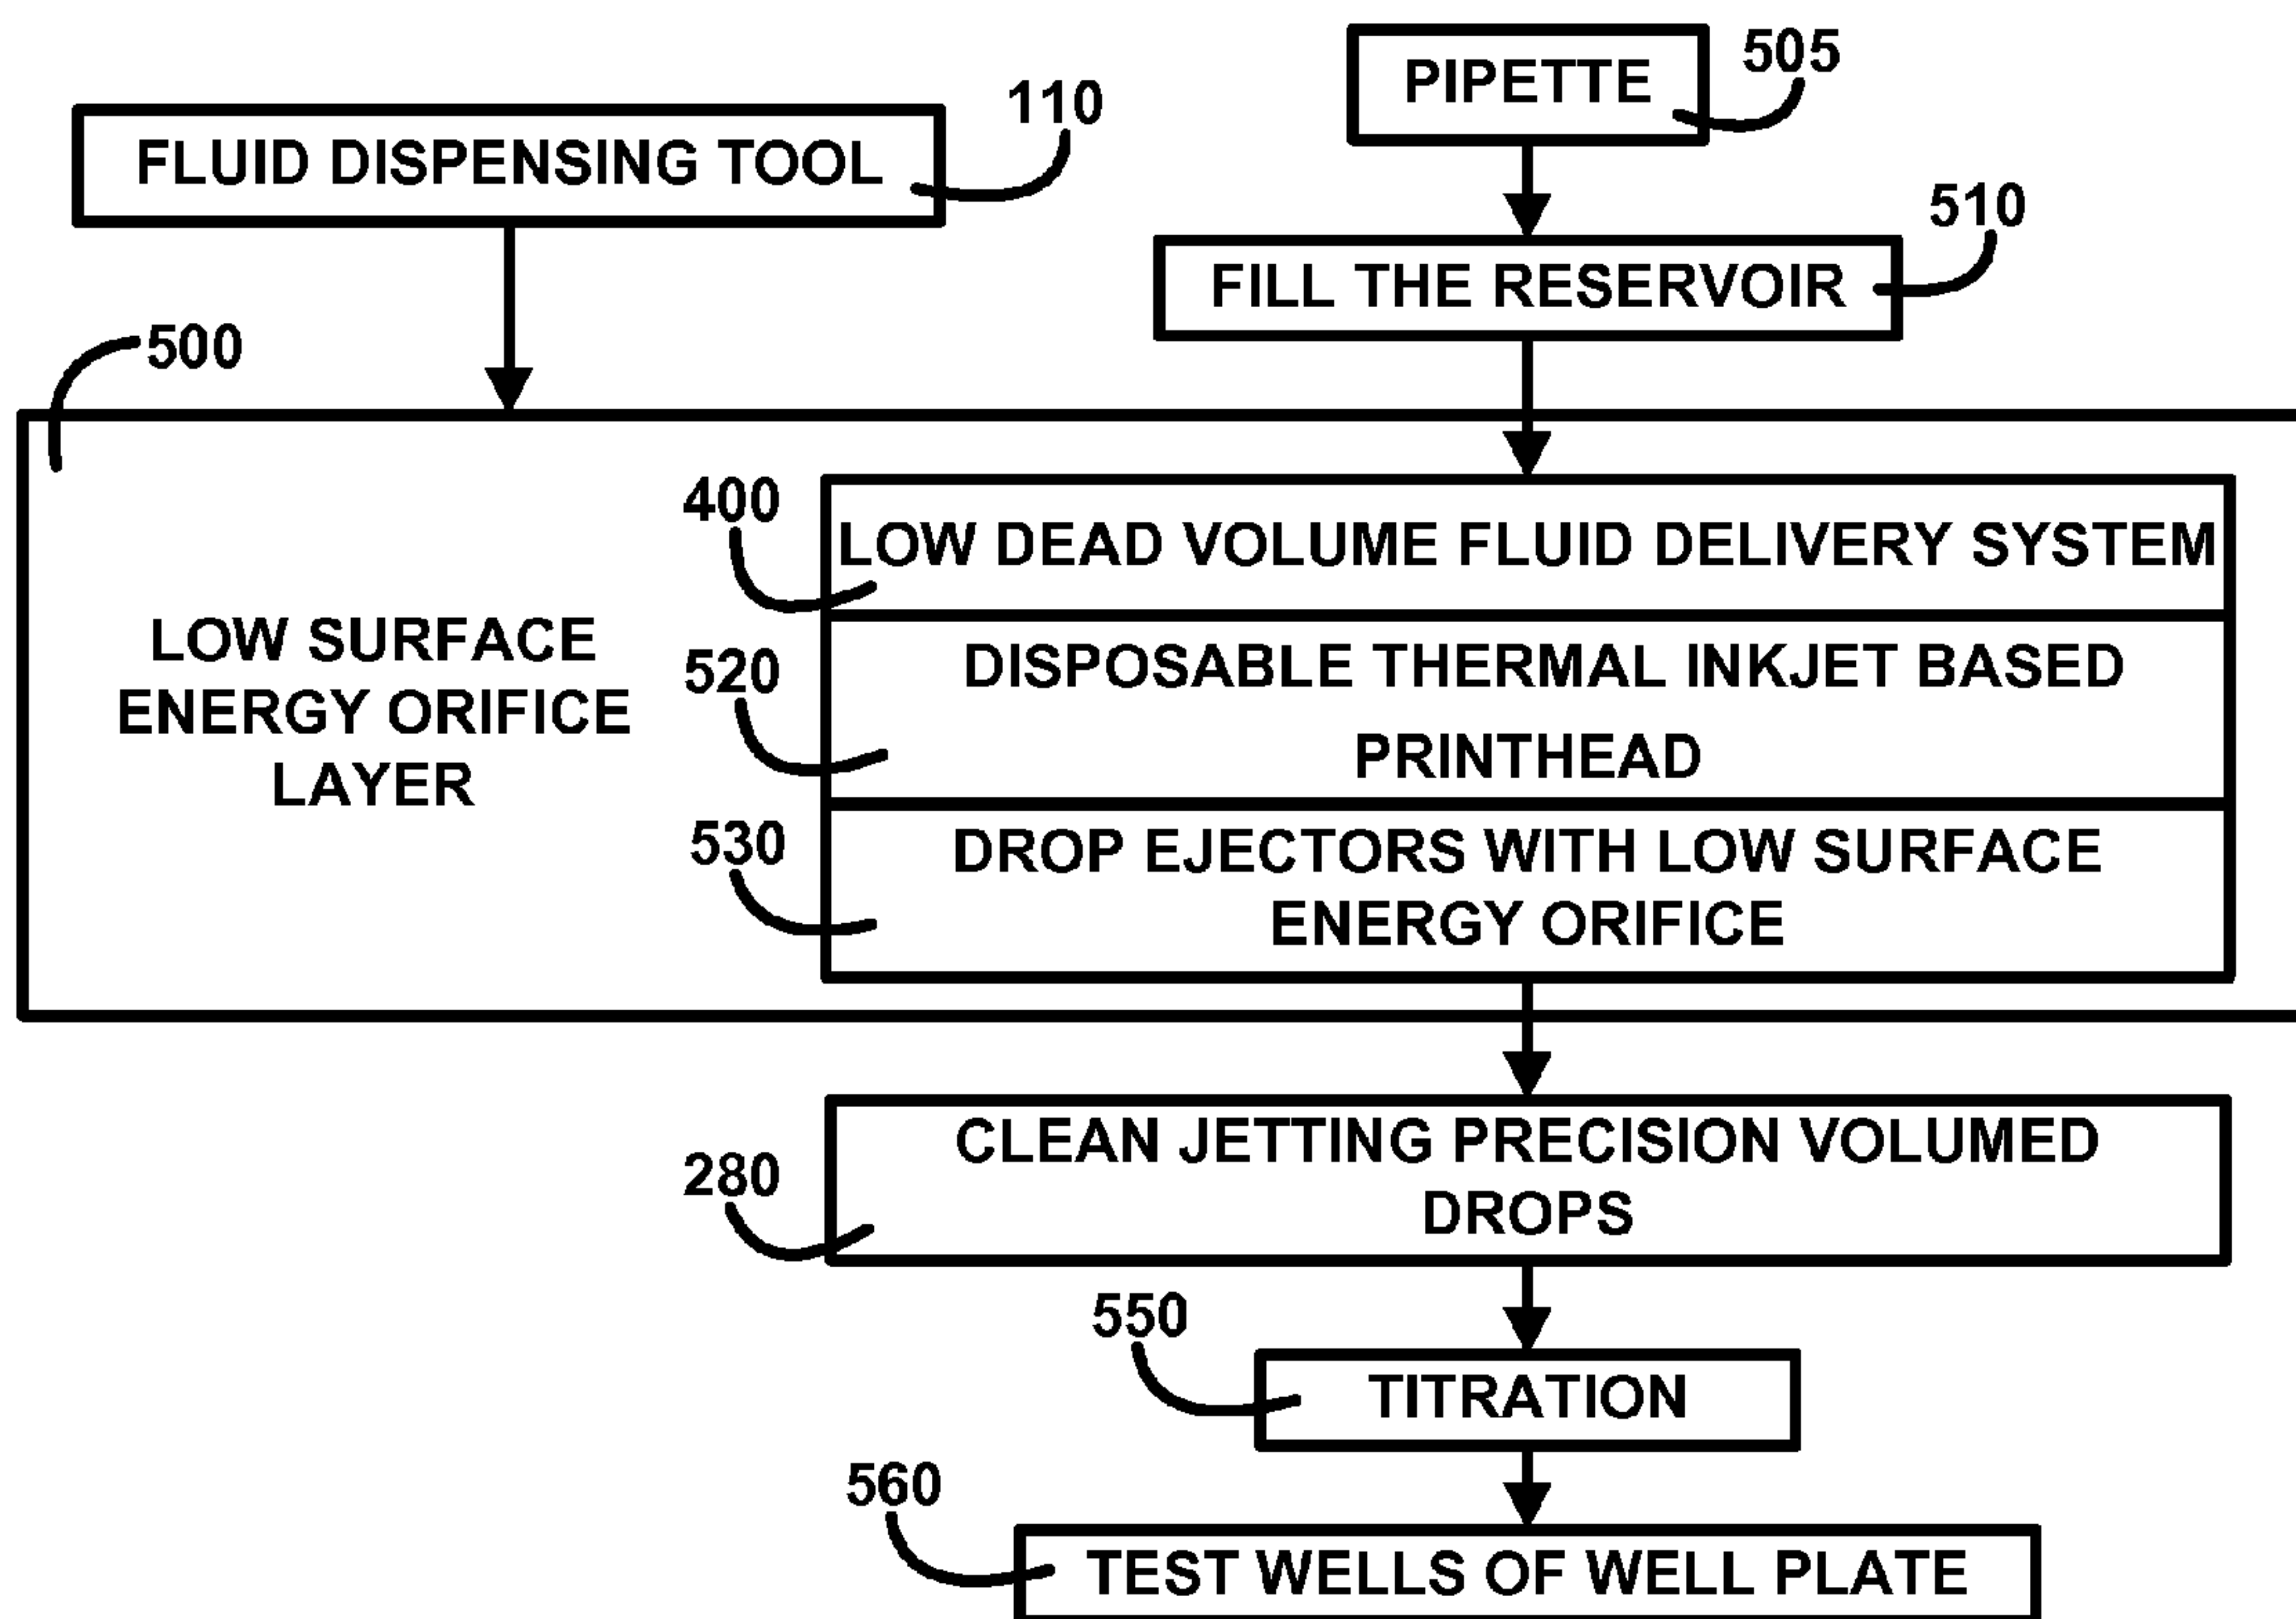 PIPETTE
505
FLUID DISPENSING TOOL
110
FILL THE RESERVOIR
510
500
LOW SURFACE
ENERGY ORIFICE
LAYER
400
LOW DEAD VOLUME FLUID DELIVERY SYSTEM
520
DISPOSABLE THERMAL INKJET BASED
PRINTHEAD
530
DROP EJECTORS WITH LOW SURFACE
ENERGY ORIFICE
280
CLEAN JETTING PRECISION VOLUMED
DROPS
550
TITRATION
560
TEST WELLS OF WELL PLATE